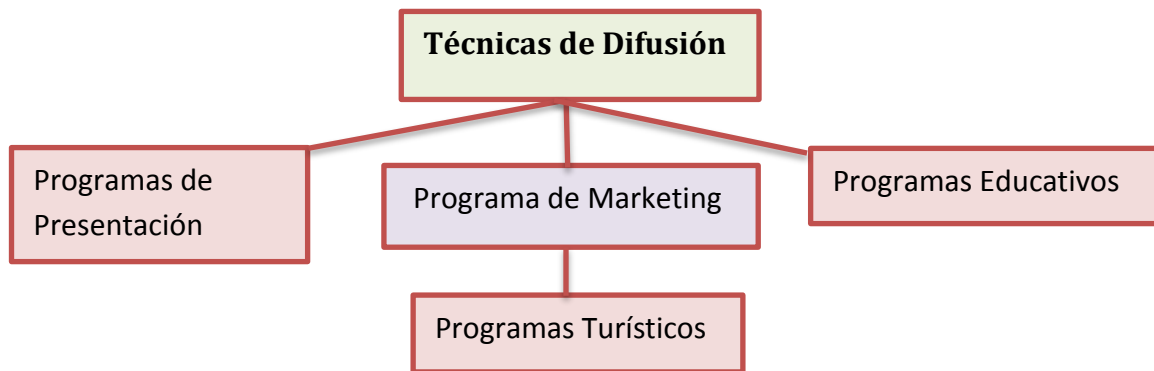 Técnicas de Difusión
Programas de
Presentación
Programa de Marketing
Programas Educativos
Programas Turísticos